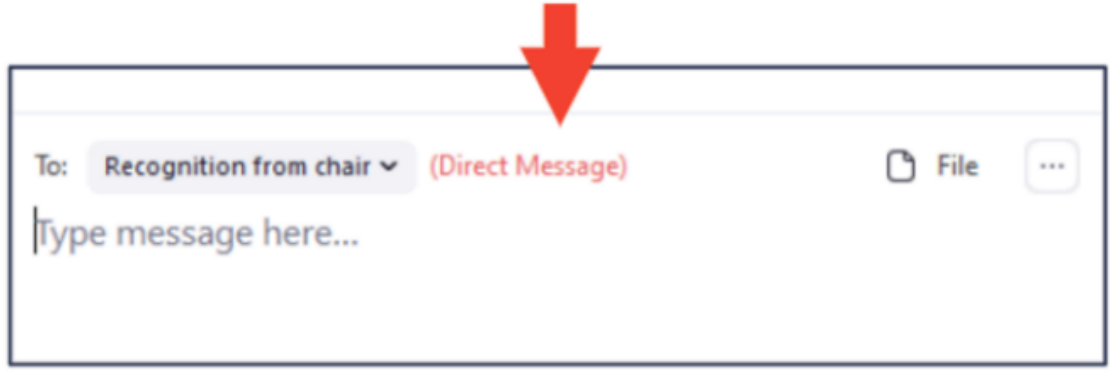 To: Recognition from chair (Direct Message) File ...
Type message here...